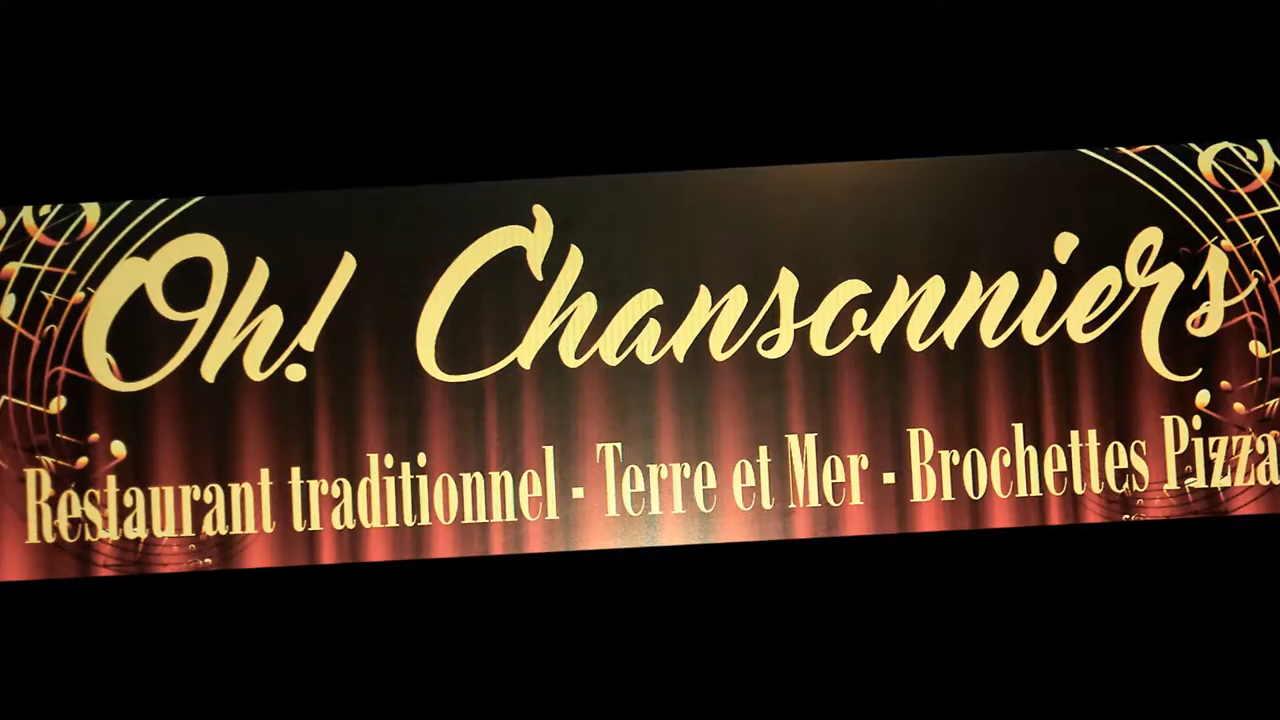 Oh! Chansonniers
Restaurant traditionnel - Terre et Mer - Brochettes Pizza